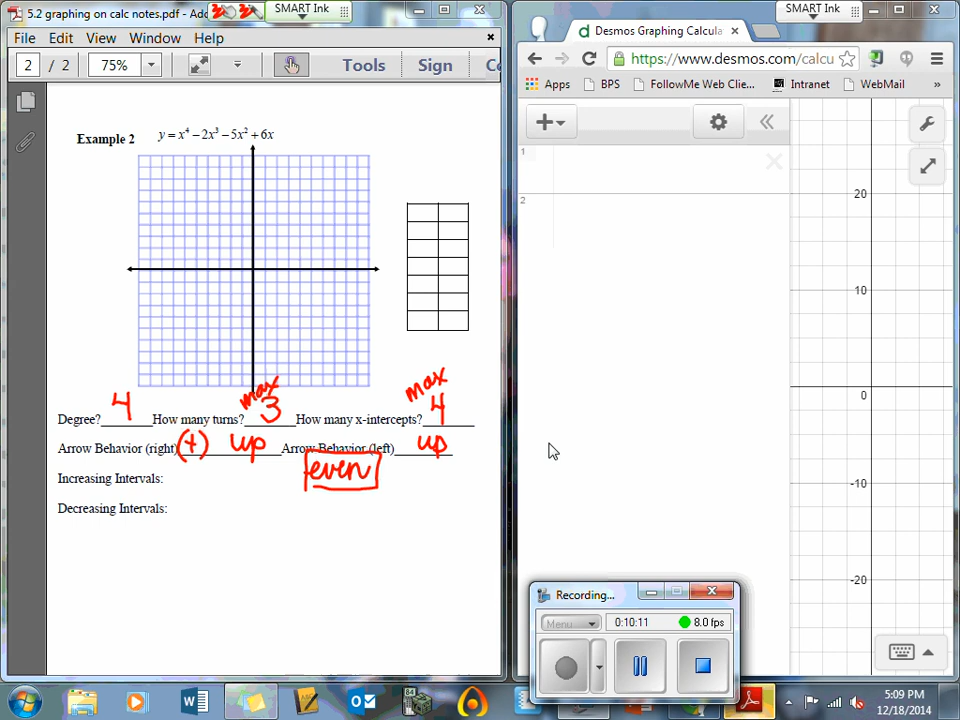 5.2 graphing on calc notes.pdf - Ado
SMART Ink
File Edit View Window Help
2 / 2 75% Tools Sign
Example 2 y = x⁴ − 2x³ − 5x² + 6x
Degree? 4 How many turns? max 3 How many x-intercepts? max 4
Arrow Behavior (right) (+) up Arrow Behavior (left) up
even
Increasing Intervals:
Decreasing Intervals:
SMART Ink
Desmos Graphing Calcula
https://www.desmos.com/calcu
Apps BPS FollowMe Web Clie... Intranet WebMail »
1
2
20
10
0
-10
-20
Recording...
Menu 0:10:11 8.0 fps
5:09 PM
12/18/2014